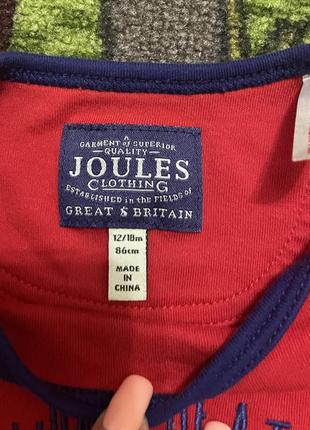 A
GARMENT of SUPERIOR
QUALITY
JOULES
CLOTHING
ESTABLISHED in the FIELDS OF
GREAT & BRITAIN
12/18m
86cm
MADE
IN
CHINA